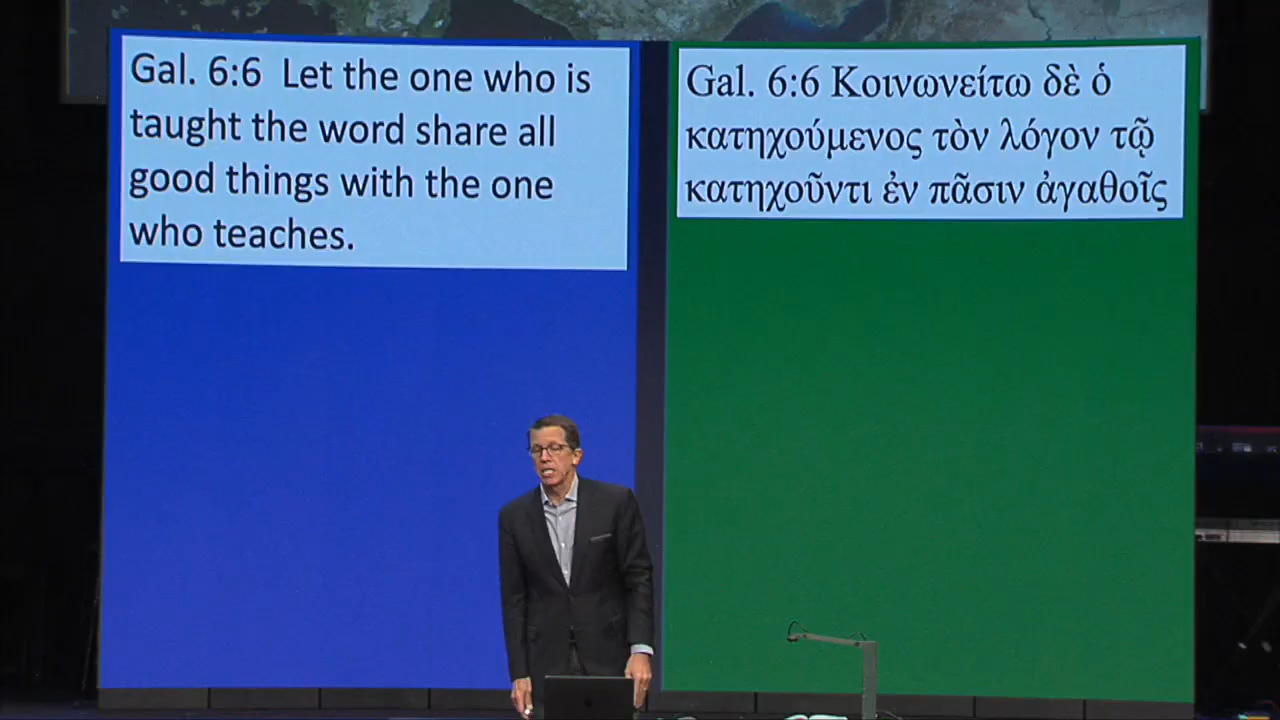 Gal. 6:6 Let the one who is
taught the word share all
good things with the one
who teaches.
Gal. 6:6 Κοινωνείτω δὲ ὁ
κατηχούμενος τὸν λόγον τῷ
κατηχοῦντι ἐν πᾶσιν ἀγαθοῖς